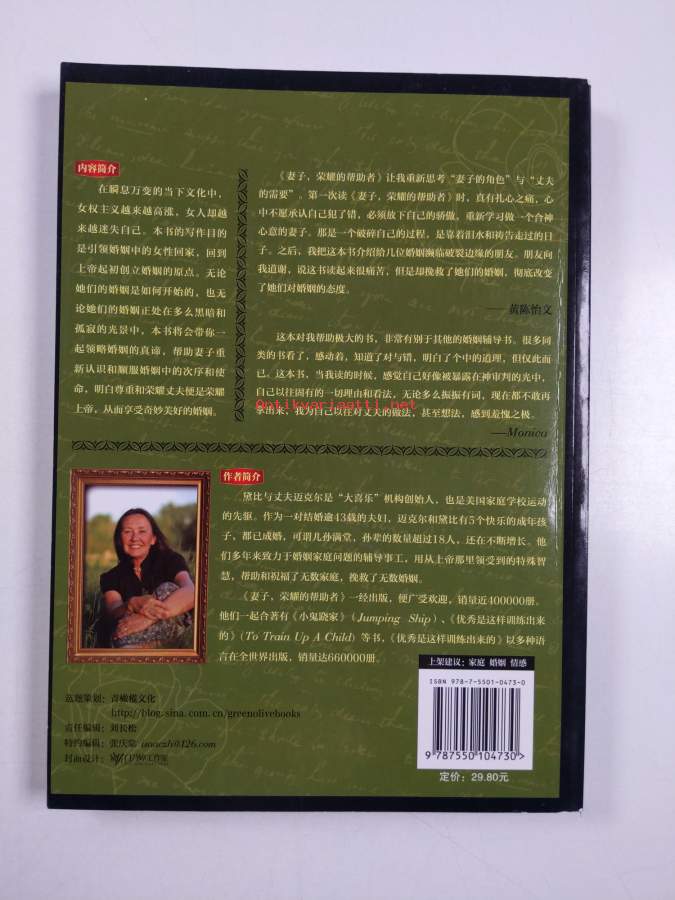 内容简介
在瞬息万变的当下文化中,
女权主义越来越高涨,女人却越
来越迷失自己。本书的写作目的
是引领婚姻中的女性回家,回到
上帝起初创立婚姻的原点。无论
她们的婚姻是如何开始的,也无
论她们的婚姻正处在多么黑暗和
孤寂的光景中,本书将会带你一
起领略婚姻的真谛,帮助妻子重
新认识和顺服婚姻中的次序和使
命,明白尊重和荣耀丈夫便是荣耀
上帝,从而享受奇妙美好的婚姻。
《妻子,荣耀的帮助者》让我重新思考“妻子的角色”与“丈夫
的需要”。第一次读《妻子,荣耀的帮助者》时,真有扎心之痛,心
中不愿承认自己犯了错,必须放下自己的骄傲,重新学习做一个合神
心意的妻子。那是一个破碎自己的过程,是靠着泪水和祷告走过的日
子。之后,我把这本书介绍给几位婚姻濒临破裂边缘的朋友。朋友向
我道谢,说这书读起来很痛苦,但是却挽救了她们的婚姻,彻底改变
了她们对婚姻的态度。
——黄陈怡文
这本对我帮助极大的书,非常有别于其他的婚姻辅导书。很多同
类的书看了,感动着,知道了对与错,明白了个中的道理,但仅此而
已。这本书,当我读的时候,感觉自己好像被暴露在神审判的光中,
自己以往固有的一切理由和看法,无论多么振振有词,现在都不敢再
拿出来,我为自己以往对丈夫的做法,甚至想法,感到羞愧之极。
——Monica
Antikvariaatti.net
作者简介
黛比与丈夫迈克尔是“大喜乐”机构创始人,也是美国家庭学校运动
的先驱。作为一对结婚逾43载的夫妇,迈克尔和黛比有5个快乐的成年孩
子,都已成婚,可谓儿孙满堂,孙辈的数量超过18人,还在不断增长。他
们多年来致力于婚姻家庭问题的辅导事工,用从上帝那里领受到的特殊智
慧,帮助和祝福了无数家庭,挽救了无数婚姻。
《妻子,荣耀的帮助者》一经出版,便广受欢迎,销量近400000册。
他们一起合著有《小鬼跷家》(Jumping Ship)、《优秀是这样训练出来
的》(To Train Up A Child) 等书,《优秀是这样训练出来的》以多种语
言在全世界出版,销量达660000册。
选题策划:青橄榄文化
http://blog.sina.com.cn/greenolivebooks
责任编辑:刘长松
特约编辑:张庆棠
封面设计:
上架建议:家庭 婚姻 情感
ISBN 978-7-5501-0473-0
9 787550 104730 >
定价:29.80元